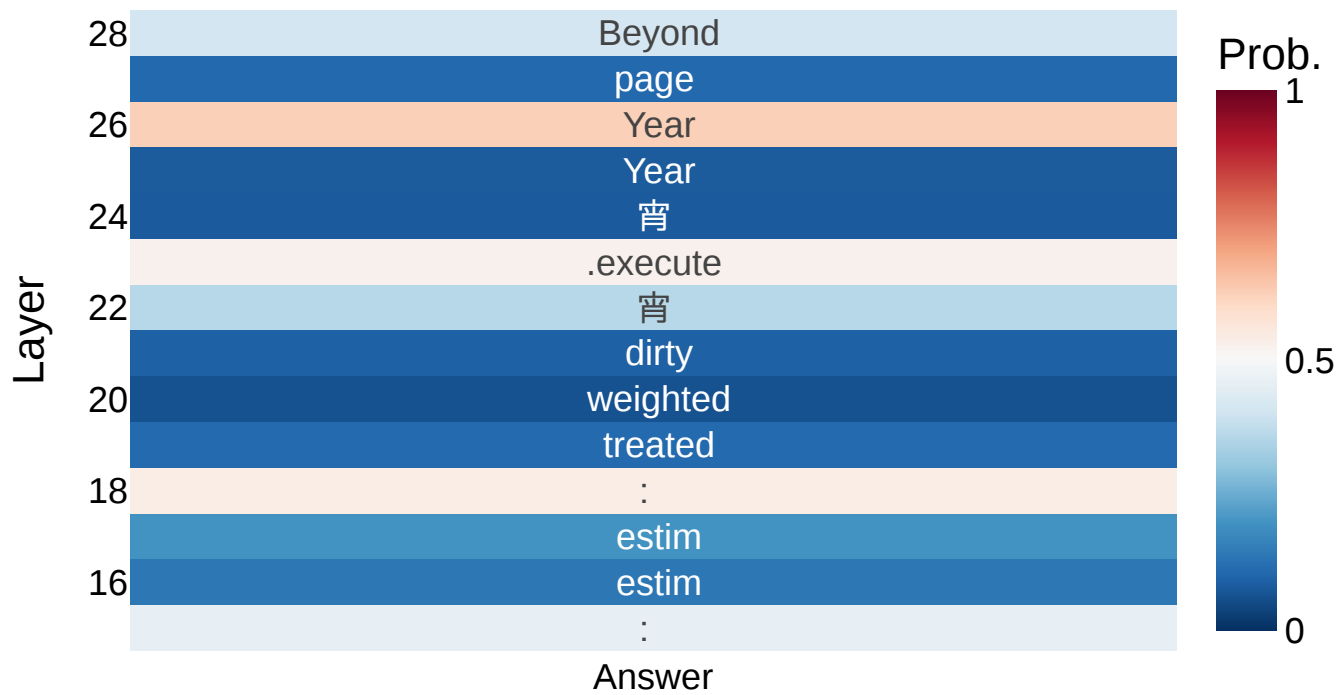 28 Beyond
page
26 Year
Year
24 宵
.execute
22 宵
dirty
20 weighted
treated
18 :
estim
16 estim
:
Answer
Layer
Prob.
1
0.5
0